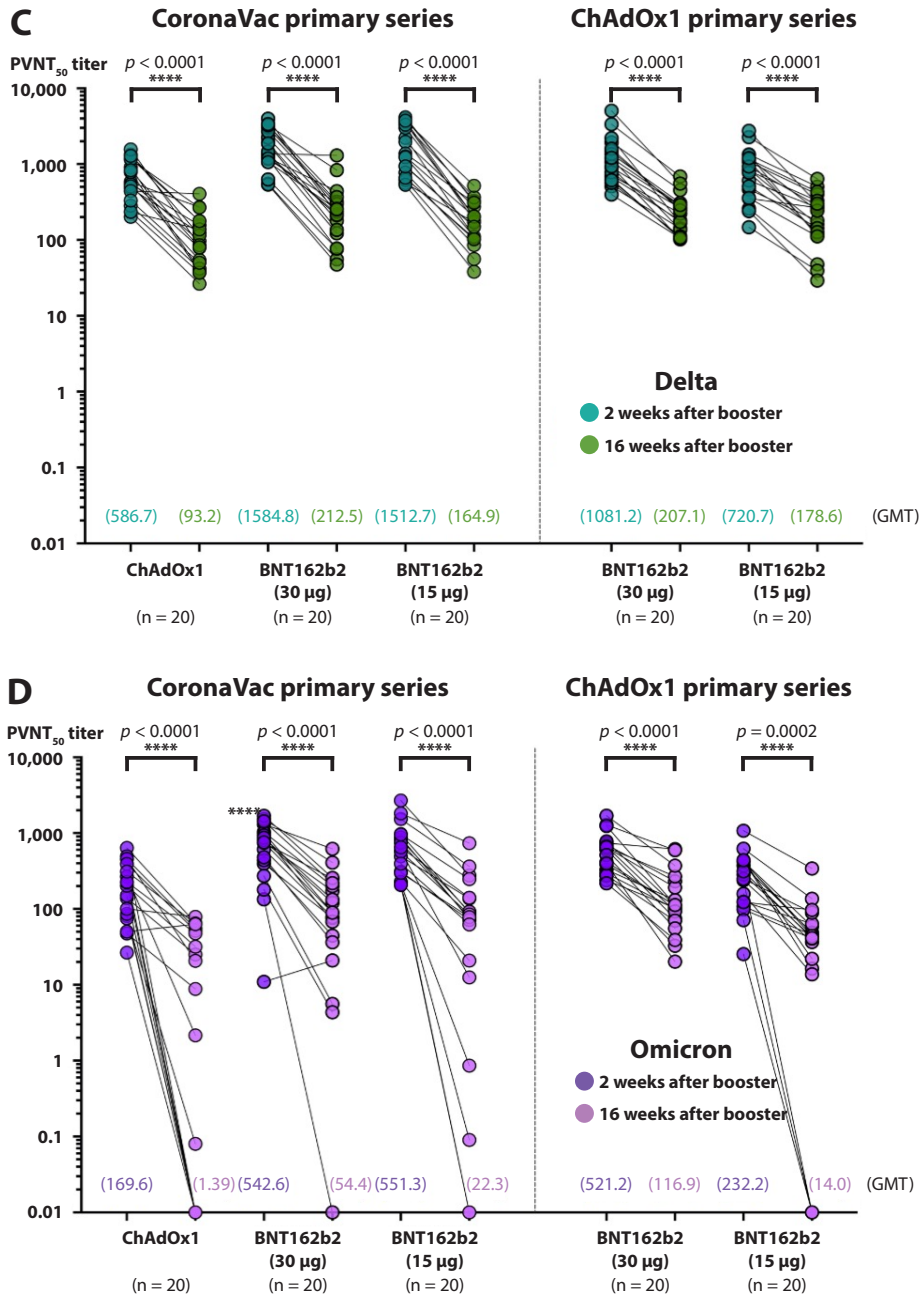 C
CoronaVac primary series
ChAdOx1 primary series
PVNT50 titer
p < 0.0001
****
p < 0.0001
****
p < 0.0001
****
p < 0.0001
****
p < 0.0001
****
10,000
1,000
100
10
1
0.1
0.01
Delta
2 weeks after booster
16 weeks after booster
(586.7) (93.2) (1584.8) (212.5) (1512.7) (164.9) (1081.2) (207.1) (720.7) (178.6) (GMT)
ChAdOx1
(n = 20)
BNT162b2
(30 µg)
(n = 20)
BNT162b2
(15 µg)
(n = 20)
BNT162b2
(30 µg)
(n = 20)
BNT162b2
(15 µg)
(n = 20)
D
CoronaVac primary series
ChAdOx1 primary series
PVNT50 titer
p < 0.0001
****
p < 0.0001
****
p < 0.0001
****
p < 0.0001
****
p = 0.0002
****
10,000
1,000
100
10
1
0.1
0.01
****
Omicron
2 weeks after booster
16 weeks after booster
(169.6) (1.39) (542.6) (54.4) (551.3) (22.3) (521.2) (116.9) (232.2) (14.0) (GMT)
ChAdOx1
(n = 20)
BNT162b2
(30 µg)
(n = 20)
BNT162b2
(15 µg)
(n = 20)
BNT162b2
(30 µg)
(n = 20)
BNT162b2
(15 µg)
(n = 20)